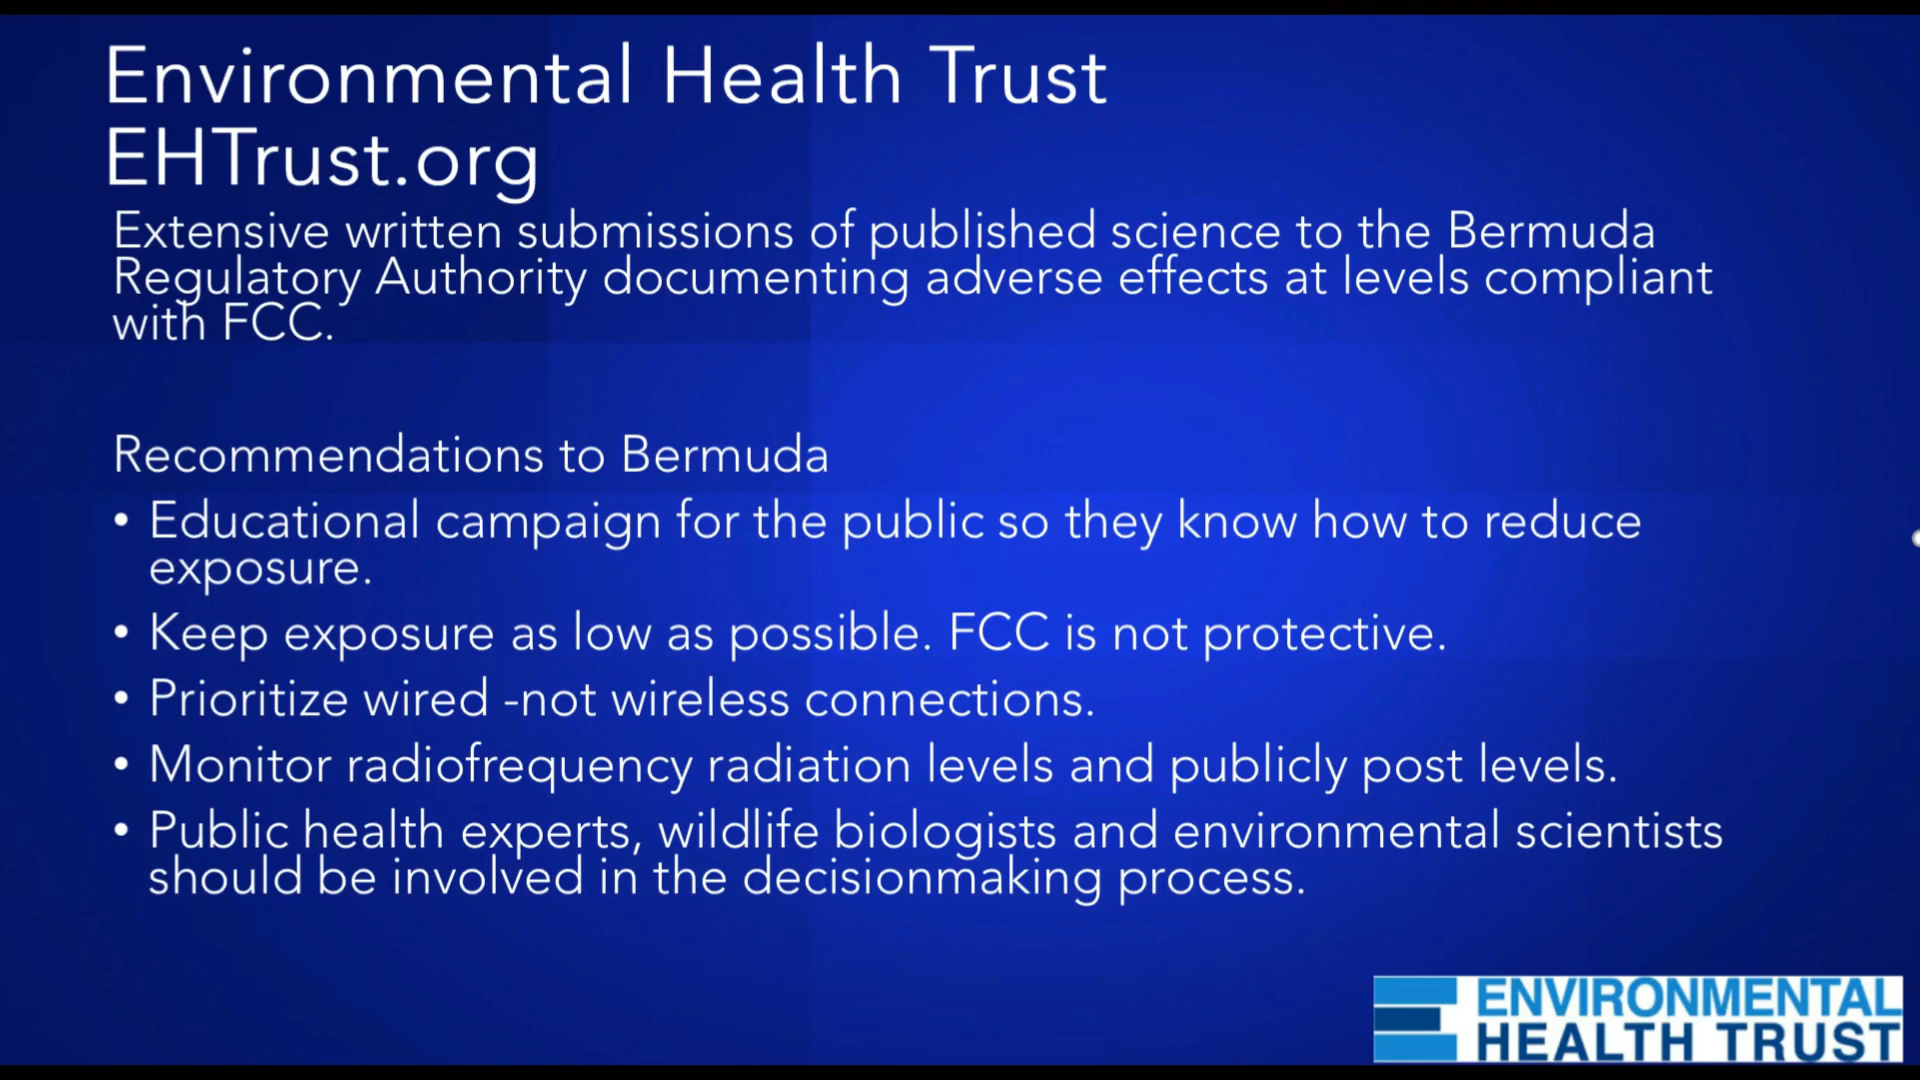 Environmental Health Trust
EHTrust.org
Extensive written submissions of published science to the Bermuda
Regulatory Authority documenting adverse effects at levels compliant
with FCC.
Recommendations to Bermuda
• Educational campaign for the public so they know how to reduce
exposure.
• Keep exposure as low as possible. FCC is not protective.
• Prioritize wired -not wireless connections.
• Monitor radiofrequency radiation levels and publicly post levels.
• Public health experts, wildlife biologists and environmental scientists
should be involved in the decisionmaking process.
ENVIRONMENTAL
HEALTH TRUST